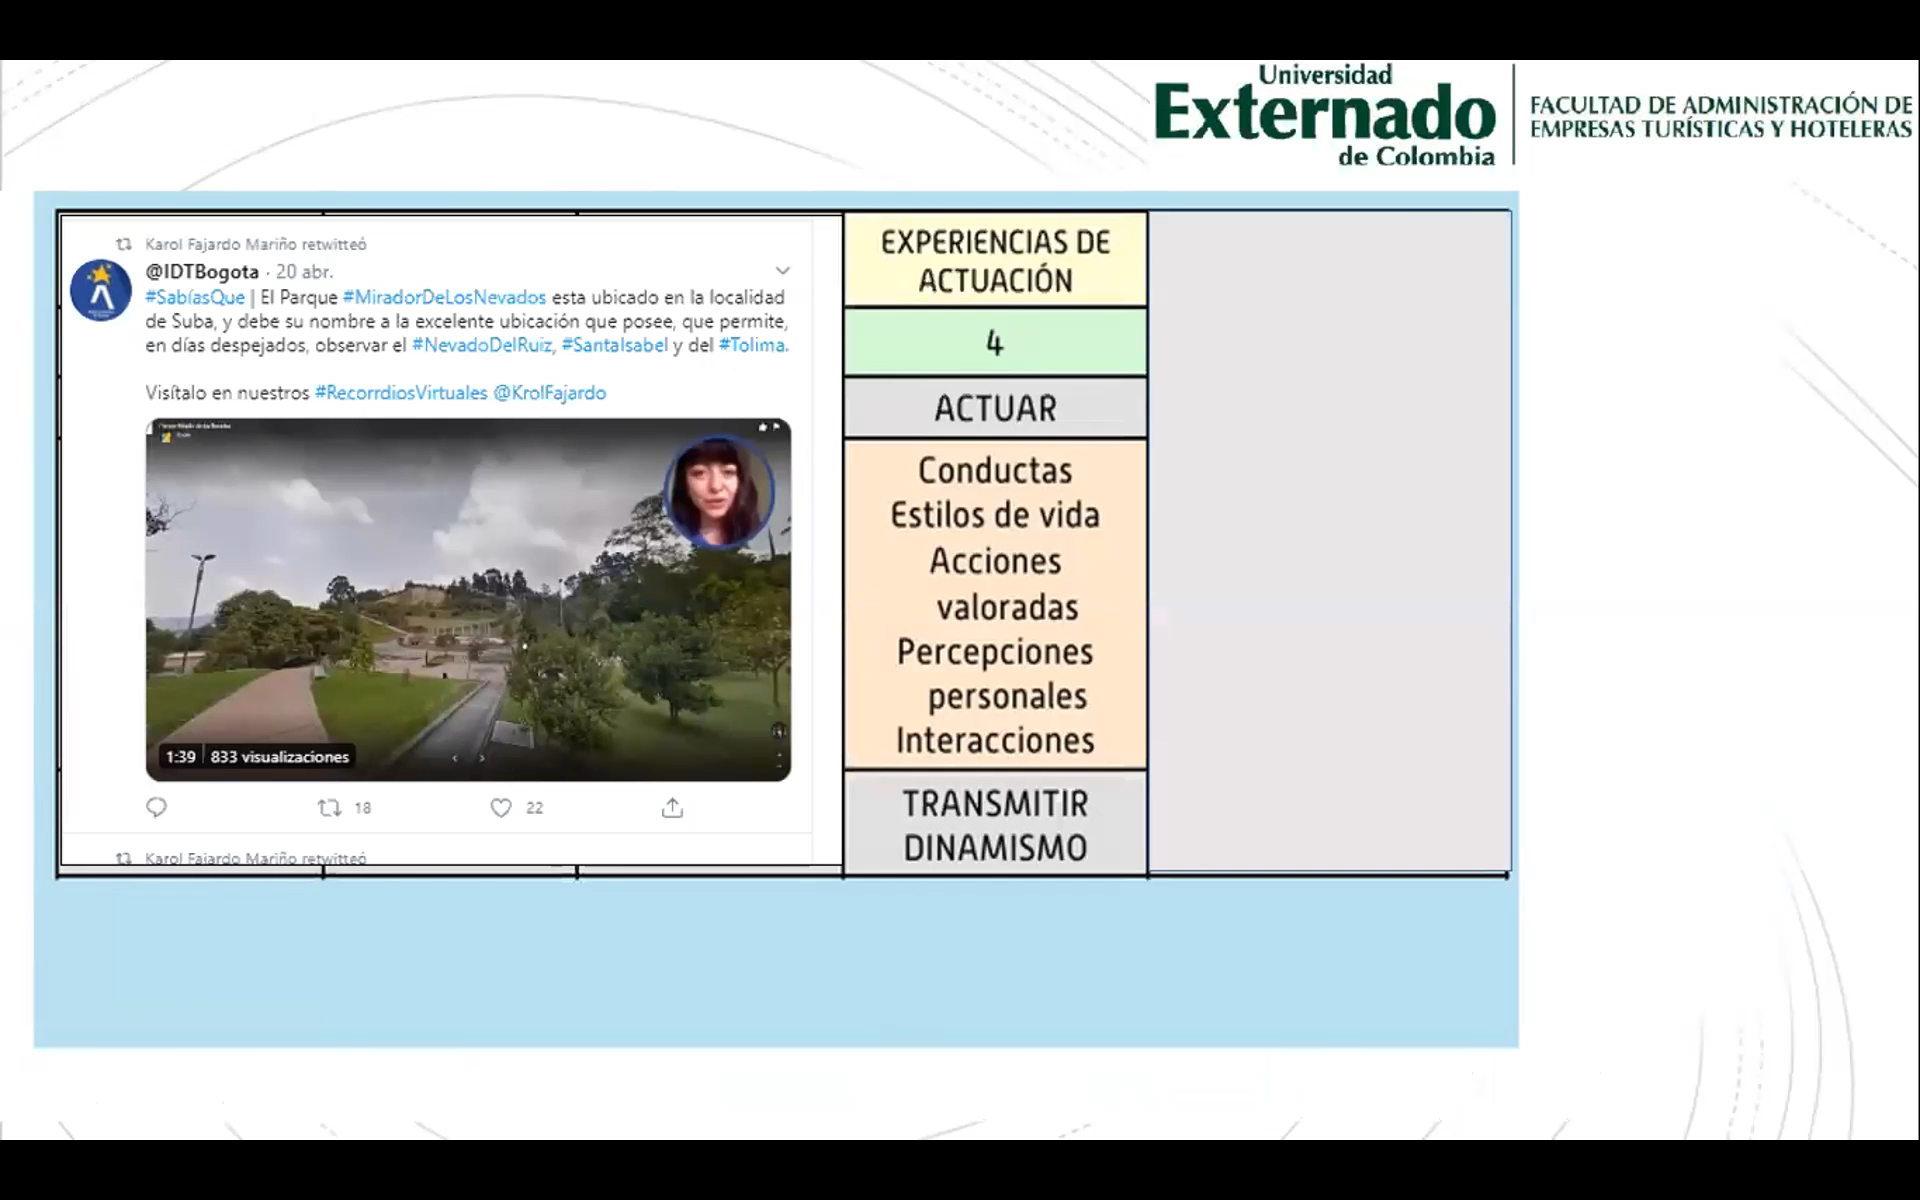 Universidad
Externado
de Colombia
FACULTAD DE ADMINISTRACIÓN DE
EMPRESAS TURÍSTICAS Y HOTELERAS
Karol Fajardo Mariño retwitteó
@IDTBogota · 20 abr.
#SabíasQue | El Parque #MiradorDeLosNevados esta ubicado en la localidad
de Suba, y debe su nombre a la excelente ubicación que posee, que permite,
en días despejados, observar el #NevadoDelRuiz, #SantaIsabel y del #Tolima.
Visítalo en nuestros #RecorrdiosVirtuales @KrolFajardo
1:39 833 visualizaciones
18 22
Karol Fajardo Mariño retwitteó
EXPERIENCIAS DE
ACTUACIÓN
4
ACTUAR
Conductas
Estilos de vida
Acciones
valoradas
Percepciones
personales
Interacciones
TRANSMITIR
DINAMISMO